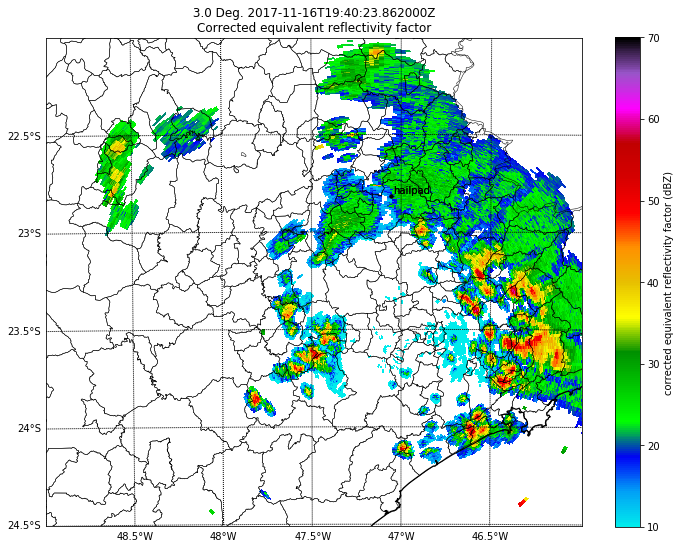 3.0 Deg. 2017-11-16T19:40:23.862000Z
Corrected equivalent reflectivity factor
70
60
50
40
30
20
10
corrected equivalent reflectivity factor (dBZ)
22.5°S
23°S
23.5°S
24°S
24.5°S
hailpad
48.5°W
48°W
47.5°W
47°W
46.5°W